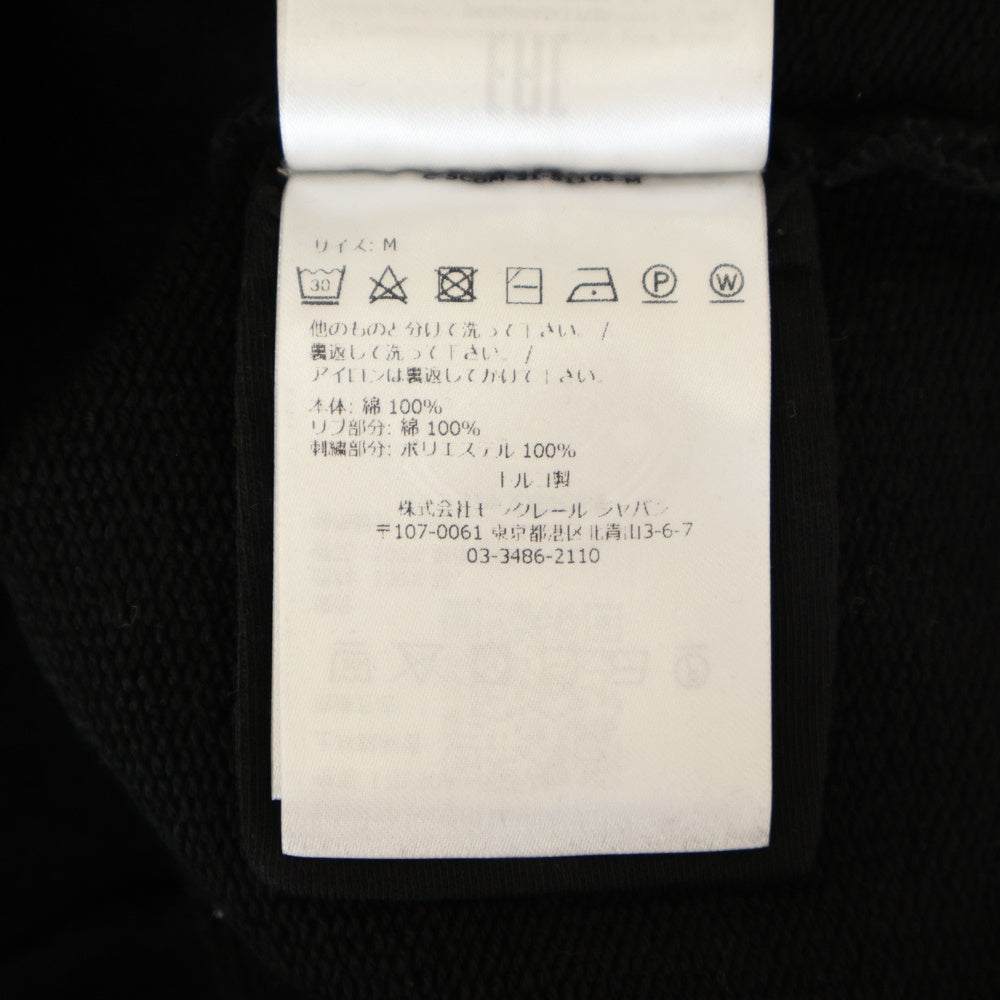 サイズ: M
30
P
W
他のものと分けて洗って下さい。/
裏返して洗って下さい。/
アイロンは裏返してかけて下さい。
本体: 綿 100%
リブ部分: 綿 100%
刺繍部分: ポリエステル 100%
トルコ製
株式会社モンクレール ジャパン
〒107-0061 東京都港区北青山3-6-7
03-3486-2110